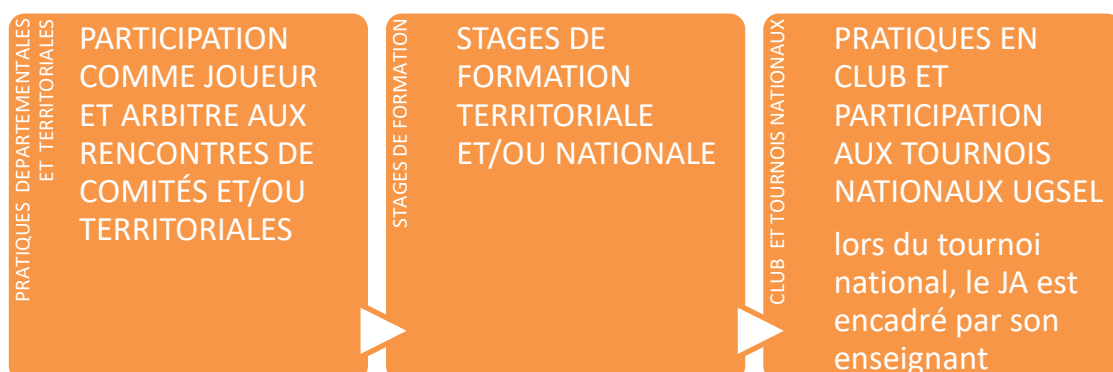 PRATIQUES DEPARTEMENTALES
ET TERRITORIALES
PARTICIPATION
COMME JOUEUR
ET ARBITRE AUX
RENCONTRES DE
COMITÉS ET/OU
TERRITORIALES
STAGES DE FORMATION
STAGES DE
FORMATION
TERRITORIALE
ET/OU NATIONALE
CLUB ET TOURNOIS NATIONAUX
PRATIQUES EN
CLUB ET
PARTICIPATION
AUX TOURNOIS
NATIONAUX UGSEL
lors du tournoi
national, le JA est
encadré par son
enseignant